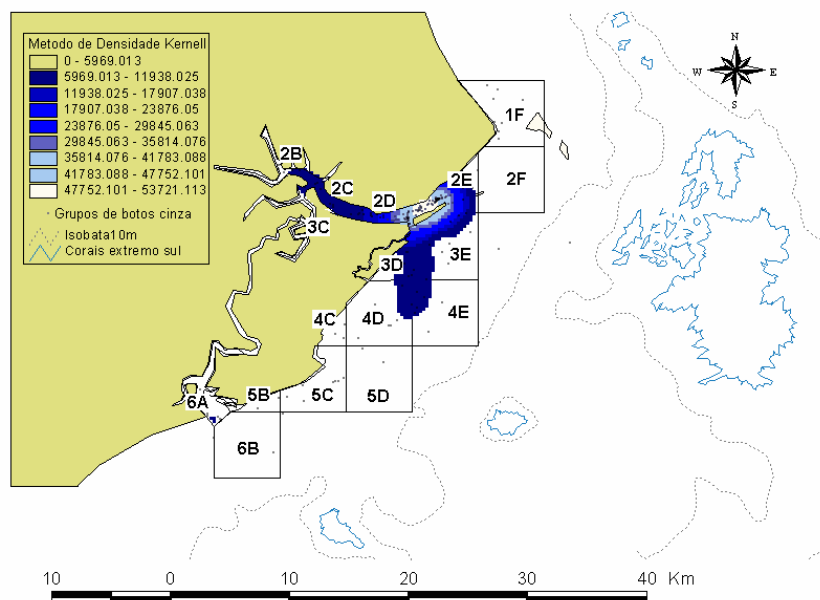 Metodo de Densidade Kernell
0 - 5969.013
5969.013 - 11938.025
11938.025 - 17907.038
17907.038 - 23876.05
23876.05 - 29845.063
29845.063 - 35814.076
35814.076 - 41783.088
41783.088 - 47752.101
47752.101 - 53721.113
Grupos de botos cinza
Isobata10m
Corais extremo sul
N
W E
S
1F
2B
2C
2D
2E
2F
3C
3D
3E
4C
4D
4E
5B
5C
5D
6A
6B
10 0 10 20 30 40 Km